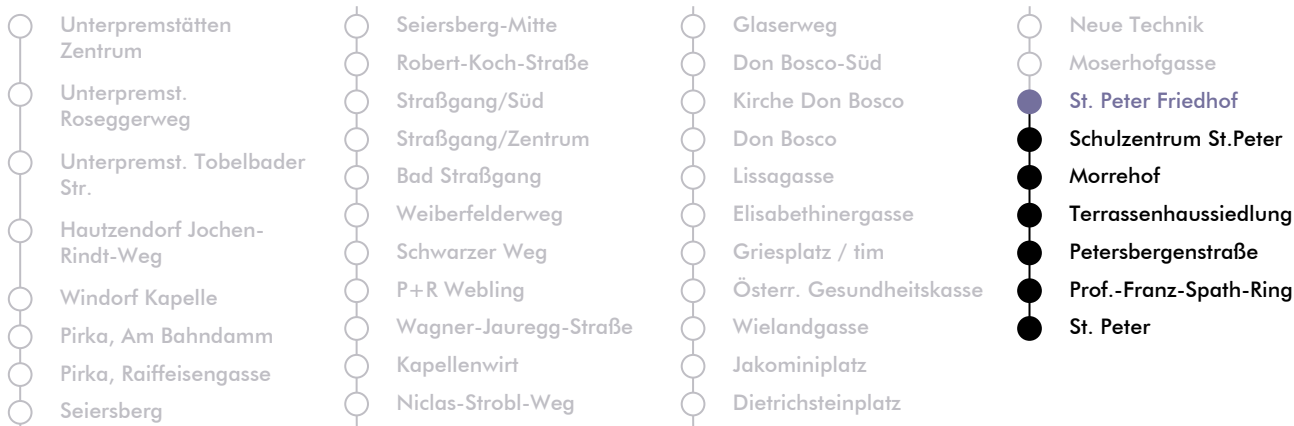 Unterpremstätten
Zentrum
Unterpremst.
Roseggerweg
Unterpremst. Tobelbader
Str.
Hautzendorf Jochen-
Rindt-Weg
Windorf Kapelle
Pirka, Am Bahndamm
Pirka, Raiffeisengasse
Seiersberg
Seiersberg-Mitte
Robert-Koch-Straße
Straßgang/Süd
Straßgang/Zentrum
Bad Straßgang
Weiberfelderweg
Schwarzer Weg
P+R Webling
Wagner-Jauregg-Straße
Kapellenwirt
Niclas-Strobl-Weg
Glaserweg
Don Bosco-Süd
Kirche Don Bosco
Don Bosco
Lissagasse
Elisabethinergasse
Griesplatz / tim
Österr. Gesundheitskasse
Wielandgasse
Jakominiplatz
Dietrichsteinplatz
Neue Technik
Moserhofgasse
St. Peter Friedhof
Schulzentrum St.Peter
Morrehof
Terrassenhaussiedlung
Petersbergenstraße
Prof.-Franz-Spath-Ring
St. Peter